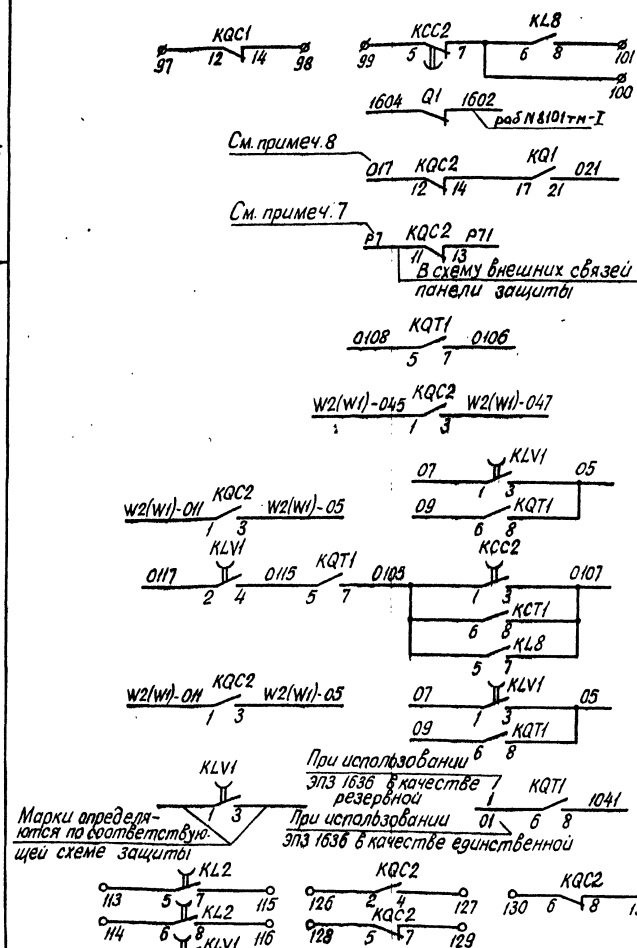 KQC1 KCC2 KL8
97 12 14 98 99 5 7 6 8 101
100
1604 Q1 1602
См. примеч. 8
017 KQC2 KQ1 021
12 14 17 21
См. примеч. 7
P7 KQC2 P71
11 13
В схему внешних связей
панели защиты
0108 KQT1 0106
5 7
W2(W1)-045 KQC2 W2(W1)-047
1 3
07 KLV1 05
1 3
W2(W1)-011 KQC2 W2(W1)-05 09 KQT1
1 3 6 8
KLV1 KQT1 KCC2
0117 0115 0105 0107
2 4 5 7 1 3
KCT1
6 8
KL8
5 7
W2(W1)-011 KQC2 W2(W1)-05 07 KLV1 05
1 3 1 3
09 KQT1
6 8
KLV1 При использовании
ЭПЗ 1636 в качестве
резервной
1 3 1 KQT1 1041
01 6 8
Марки определя-
ются по соответствую-
щей схеме защиты
При использовании
ЭПЗ 1636 в качестве единственной
KL2 KQC2 KQC2
113 5 7 115 126 2 4 127 130 6 8
KL2 KQC2
114 6 8 116 128 5 7 129
KLV1